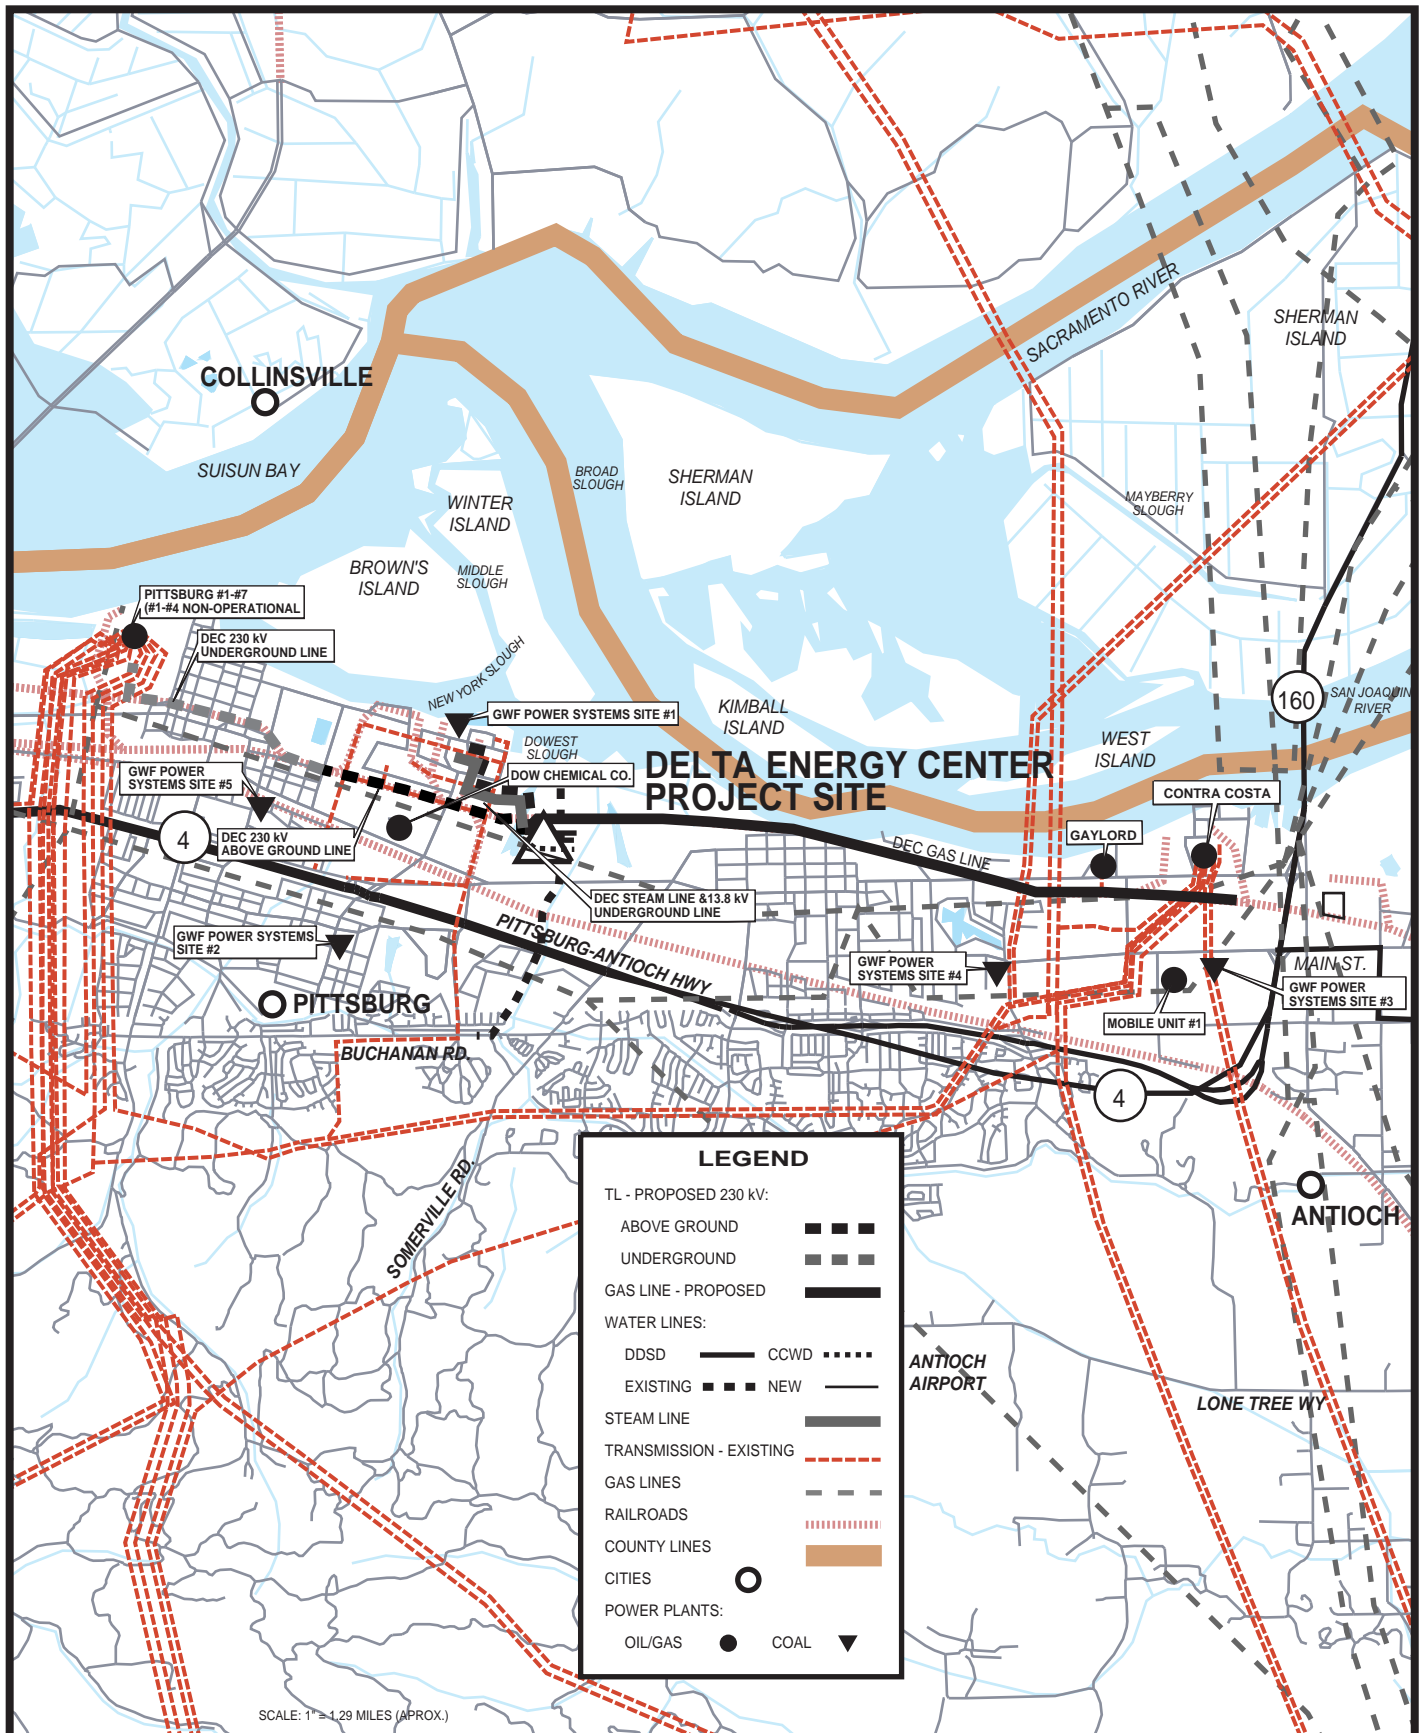 SACRAMENTO RIVER
SHERMAN
ISLAND
COLLINSVILLE
SUISUN BAY
BROAD
SLOUGH
SHERMAN
ISLAND
WINTER
ISLAND
MAYBERRY
SLOUGH
BROWN'S
ISLAND
MIDDLE
SLOUGH
PITTSBURG #1-#7
(#1-#4 NON-OPERATIONAL
DEC 230 kV
UNDERGROUND LINE
NEW YORK SLOUGH
GWF POWER SYSTEMS SITE #1
KIMBALL
ISLAND
160
SAN JOAQUIN
RIVER
DOWEST
SLOUGH
WEST
ISLAND
DELTA ENERGY CENTER
PROJECT SITE
GWF POWER
SYSTEMS SITE #5
DOW CHEMICAL CO.
CONTRA COSTA
4
DEC 230 kV
ABOVE GROUND LINE
GAYLORD
DEC GAS LINE
DEC STEAM LINE &13.8 kV
UNDERGROUND LINE
GWF POWER SYSTEMS
SITE #2
PITTSBURG-ANTIOCH HWY
GWF POWER
SYSTEMS SITE #4
MAIN ST.
GWF POWER
SYSTEMS SITE #3
PITTSBURG
MOBILE UNIT #1
BUCHANAN RD.
4
SOMERVILLE RD.
ANTIOCH
LEGEND
TL - PROPOSED 230 kV:
ABOVE GROUND
UNDERGROUND
GAS LINE - PROPOSED
WATER LINES:
DDSD CCWD
EXISTING NEW
STEAM LINE
TRANSMISSION - EXISTING
GAS LINES
RAILROADS
COUNTY LINES
CITIES
POWER PLANTS:
OIL/GAS COAL
ANTIOCH
AIRPORT
LONE TREE WY
SCALE: 1" = 1.29 MILES (APROX.)